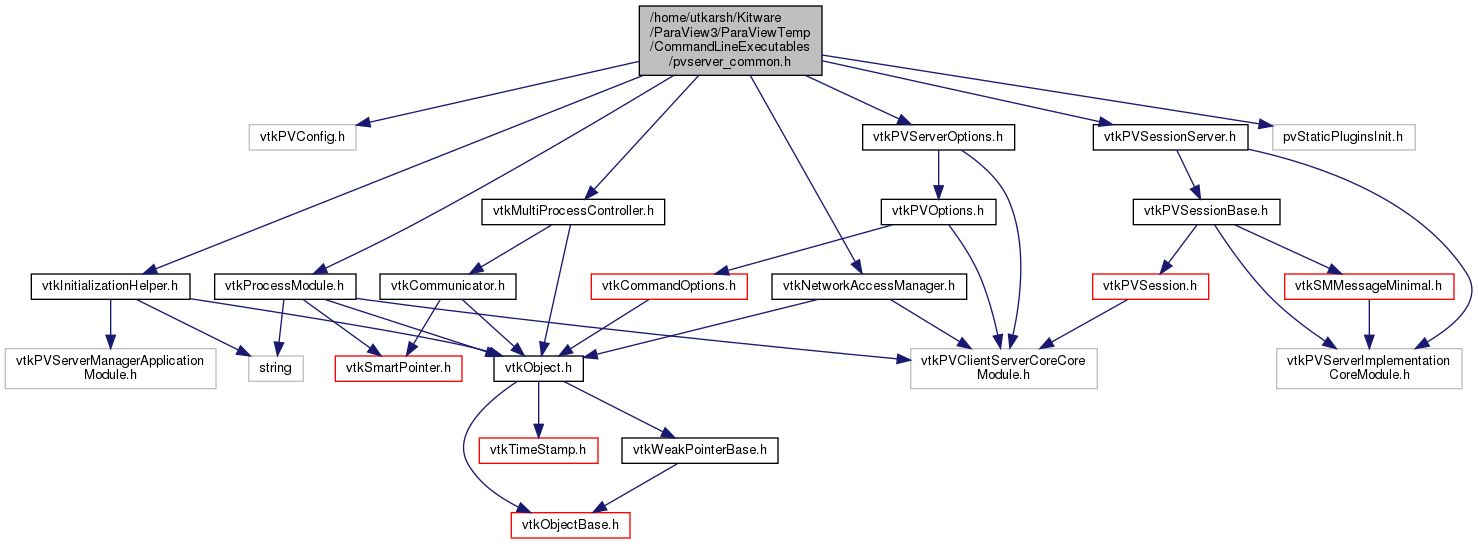 /home/utkarsh/Kitware
/ParaView3/ParaViewTemp
/CommandLineExecutables
/pvserver_common.h
vtkPVConfig.h
vtkPVServerOptions.h
vtkPVSessionServer.h
pvStaticPluginsInit.h
vtkMultiProcessController.h
vtkPVOptions.h
vtkPVSessionBase.h
vtkInitializationHelper.h
vtkProcessModule.h
vtkCommunicator.h
vtkCommandOptions.h
vtkNetworkAccessManager.h
vtkPVSession.h
vtkSMMessageMinimal.h
vtkPVServerManagerApplication
Module.h
string
vtkSmartPointer.h
vtkObject.h
vtkPVClientServerCoreCore
Module.h
vtkPVServerImplementation
CoreModule.h
vtkTimeStamp.h
vtkWeakPointerBase.h
vtkObjectBase.h